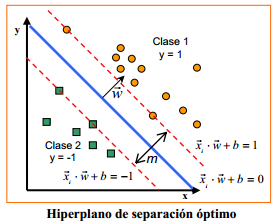 y
Clase 1
y = 1
w⃗
Clase 2
y = -1
m
x⃗ᵢ · w⃗ + b = 1
x⃗ᵢ · w⃗ + b = −1
x
x⃗ᵢ · w⃗ + b = 0
Hiperplano de separación óptimo